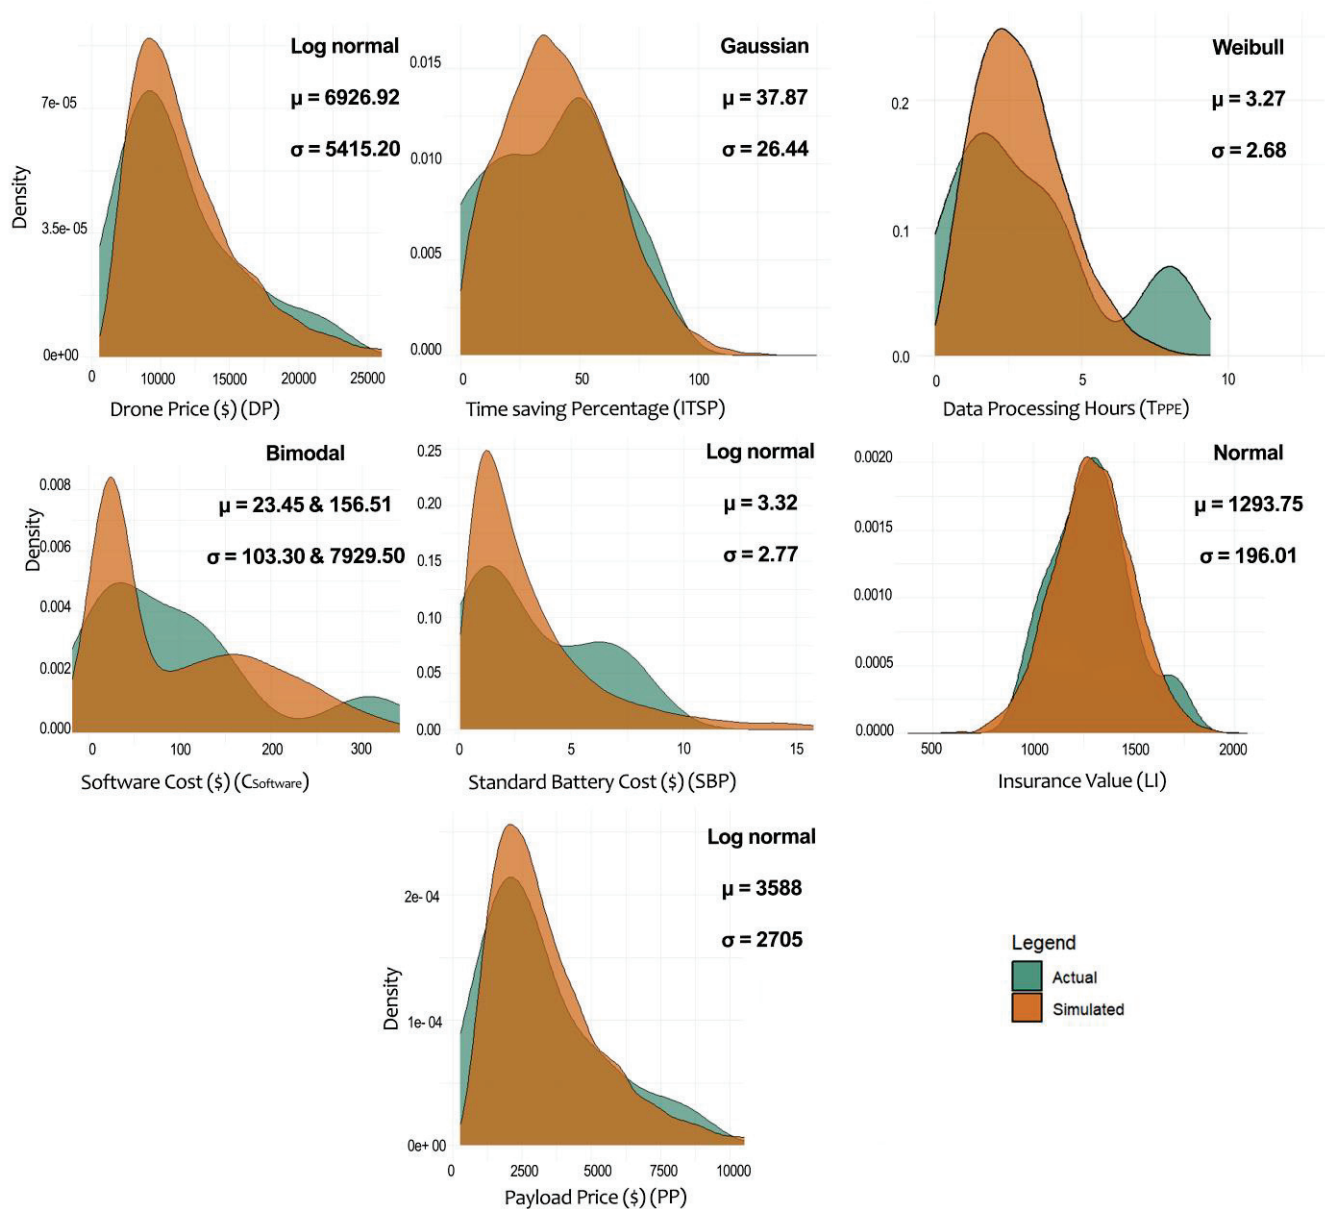 Log normal
μ = 6926.92
σ = 5415.20
Density
7e- 05
3.5e- 05
0e+00
0 10000 15000 20000 25000
Drone Price ($) (DP)
Gaussian
μ = 37.87
σ = 26.44
0.015
0.010
0.005
0.000
0 50 100
Time saving Percentage (ITSP)
Weibull
μ = 3.27
σ = 2.68
0.2
0.1
0.0
0 5 10
Data Processing Hours (TPPE)
Bimodal
μ = 23.45 & 156.51
σ = 103.30 & 7929.50
Density
0.008
0.006
0.004
0.002
0.000
0 100 200 300
Software Cost ($) (CSoftware)
Log normal
μ = 3.32
σ = 2.77
0.25
0.20
0.15
0.10
0.05
0.00
0 5 10 15
Standard Battery Cost ($) (SBP)
Normal
μ = 1293.75
σ = 196.01
0.0020
0.0015
0.0010
0.0005
0.0000
500 1000 1500 2000
Insurance Value (LI)
Log normal
μ = 3588
σ = 2705
Density
2e- 04
1e- 04
0e+ 00
0 2500 5000 7500 10000
Payload Price ($) (PP)
Legend
Actual
Simulated